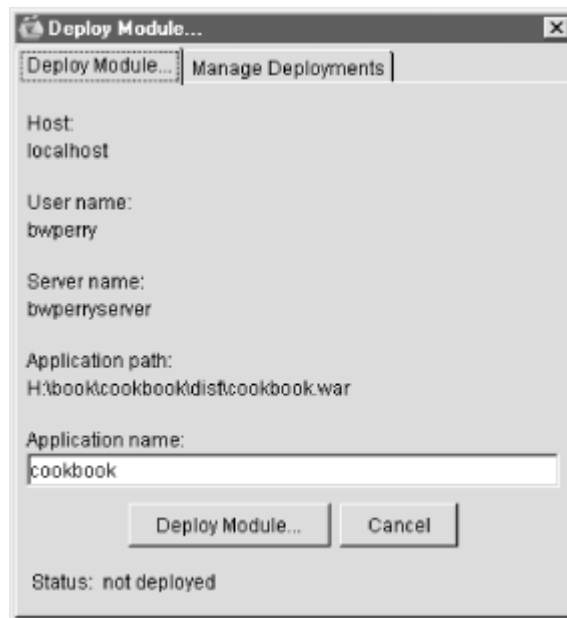 Deploy Module...
Deploy Module... Manage Deployments
Host:
localhost
User name:
bwperry
Server name:
bwperryserver
Application path:
H:\book\cookbook\dist\cookbook.war
Application name:
cookbook
Deploy Module... Cancel
Status: not deployed